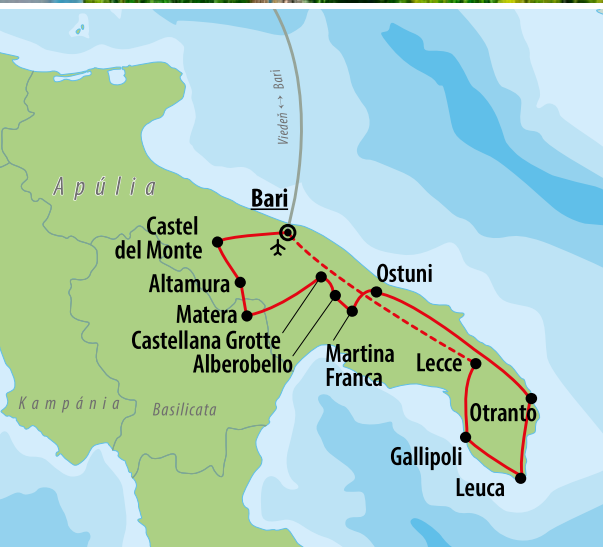 Viedeň ↔ Bari
Apúlia
Bari
Castel
del Monte
Ostuni
Altamura
Matera
Castellana Grotte
Alberobello
Martina
Franca
Lecce
Kampánia
Basilicata
Otranto
Gallipoli
Leuca